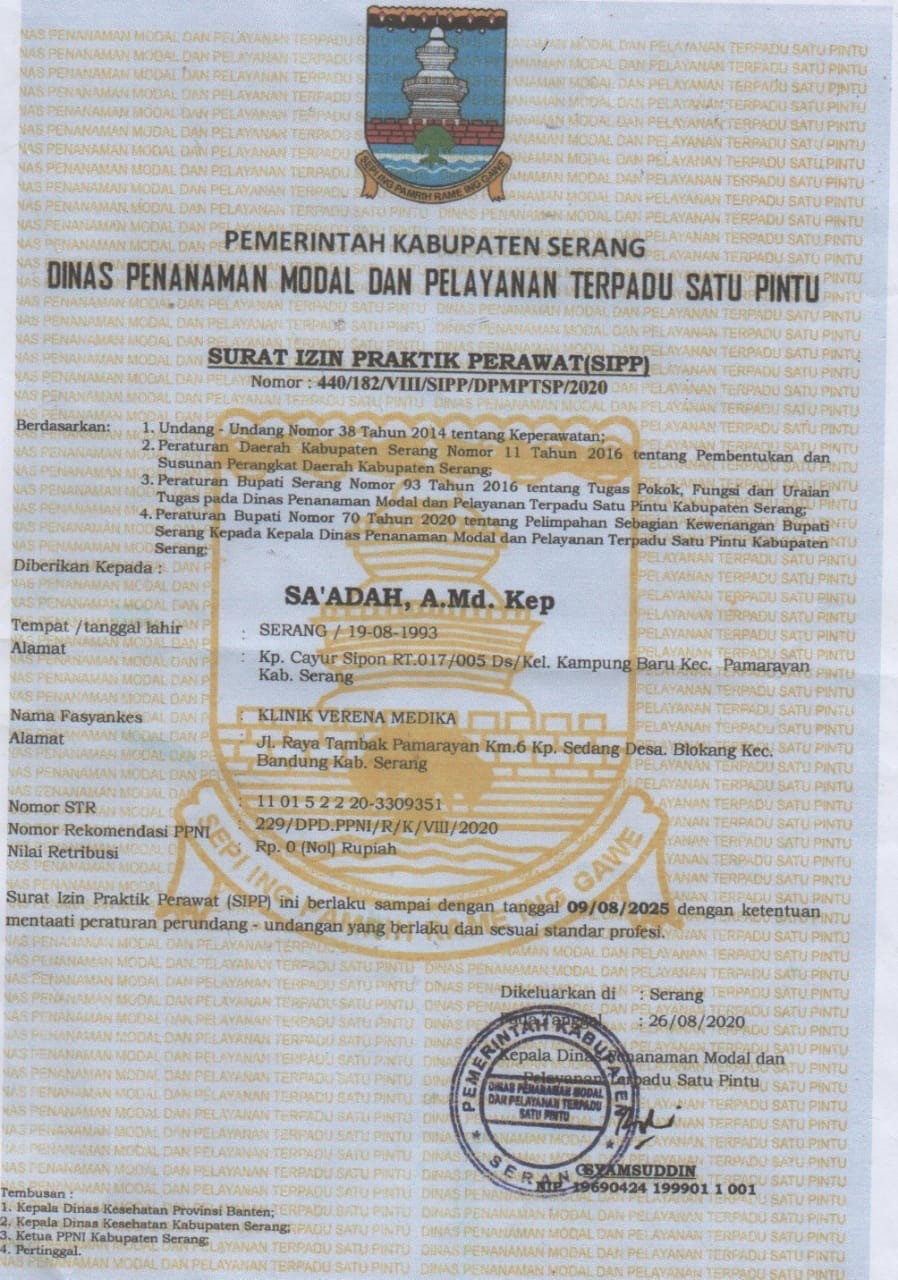 SEPI ING PAMRIH RAME ING GAWE
PEMERINTAH KABUPATEN SERANG
DINAS PENANAMAN MODAL DAN PELAYANAN TERPADU SATU PINTU
SURAT IZIN PRAKTIK PERAWAT(SIPP)
Nomor : 440/182/VIII/SIPP/DPMPTSP/2020
Berdasarkan: 1. Undang - Undang Nomor 38 Tahun 2014 tentang Keperawatan;
2. Peraturan Daerah Kabupaten Serang Nomor 11 Tahun 2016 tentang Pembentukan dan
Susunan Perangkat Daerah Kabupaten Serang;
3. Peraturan Bupati Serang Nomor 93 Tahun 2016 tentang Tugas Pokok, Fungsi dan Uraian
Tugas pada Dinas Penanaman Modal dan Pelayanan Terpadu Satu Pintu Kabupaten Serang;
4. Peraturan Bupati Nomor 70 Tahun 2020 tentang Pelimpahan Sebagian Kewenangan Bupati
Serang Kepada Kepala Dinas Penanaman Modal dan Pelayanan Terpadu Satu Pintu Kabupaten
Serang;
Diberikan Kepada :
SA'ADAH, A.Md. Kep
Tempat /tanggal lahir : SERANG / 19-08-1993
Alamat : Kp. Cayur Sipon RT.017/005 Ds/Kel. Kampung Baru Kec. Pamarayan
Kab. Serang
Nama Fasyankes : KLINIK VERENA MEDIKA
Alamat : Jl. Raya Tambak Pamarayan Km.6 Kp. Sedang Desa. Blokang Kec.
Bandung Kab. Serang
Nomor STR : 11 01 5 2 2 20-3309351
Nomor Rekomendasi PPNI : 229/DPD.PPNI/R/K/VIII/2020
Nilai Retribusi : Rp. 0 (Nol) Rupiah
SEPI ING PAMRIH RAME ING GAWE
Surat Izin Praktik Perawat (SIPP) ini berlaku sampai dengan tanggal 09/08/2025 dengan ketentuan
mentaati peraturan perundang - undangan yang berlaku dan sesuai standar profesi.
Dikeluarkan di : Serang
Pada Tanggal : 26/08/2020
Kepala Dinas Penanaman Modal dan
Pelayanan Terpadu Satu Pintu
PEMERINTAH KABUPATEN
DINAS PENANAMAN MODAL
DAN PELAYANAN TERPADU
SATU PINTU
SERANG
SYAMSUDDIN
NIP. 19690424 199901 1 001
Tembusan :
1. Kepala Dinas Kesehatan Provinsi Banten;
2. Kepala Dinas Kesehatan Kabupaten Serang;
3. Ketua PPNI Kabupaten Serang;
4. Pertinggal.